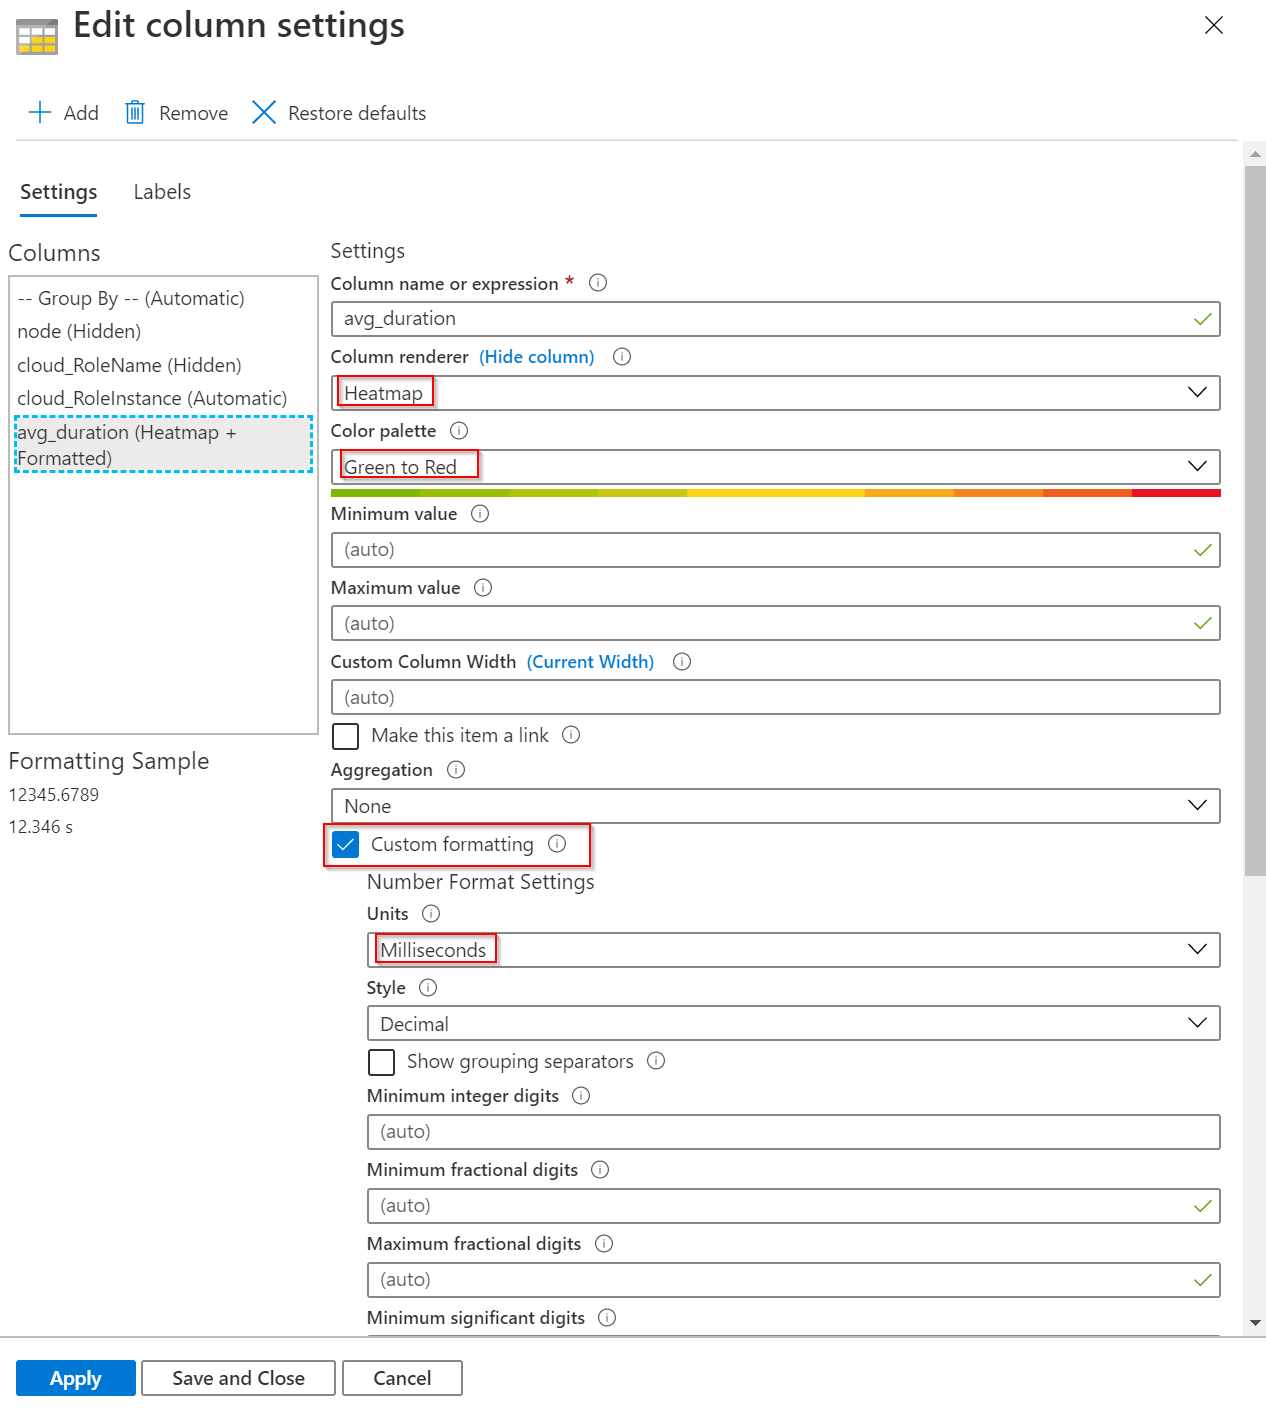 Edit column settings
Add
Remove
Restore defaults
Settings
Labels
Columns
-- Group By -- (Automatic)
node (Hidden)
cloud_RoleName (Hidden)
cloud_RoleInstance (Automatic)
avg_duration (Heatmap +
Formatted)
Formatting Sample
12345.6789
12.346 s
Settings
Column name or expression *
avg_duration
Column renderer (Hide column)
Heatmap
Color palette
Green to Red
Minimum value
(auto)
Maximum value
(auto)
Custom Column Width (Current Width)
(auto)
Make this item a link
Aggregation
None
Custom formatting
Number Format Settings
Units
Milliseconds
Style
Decimal
Show grouping separators
Minimum integer digits
(auto)
Minimum fractional digits
(auto)
Maximum fractional digits
(auto)
Minimum significant digits
Apply
Save and Close
Cancel